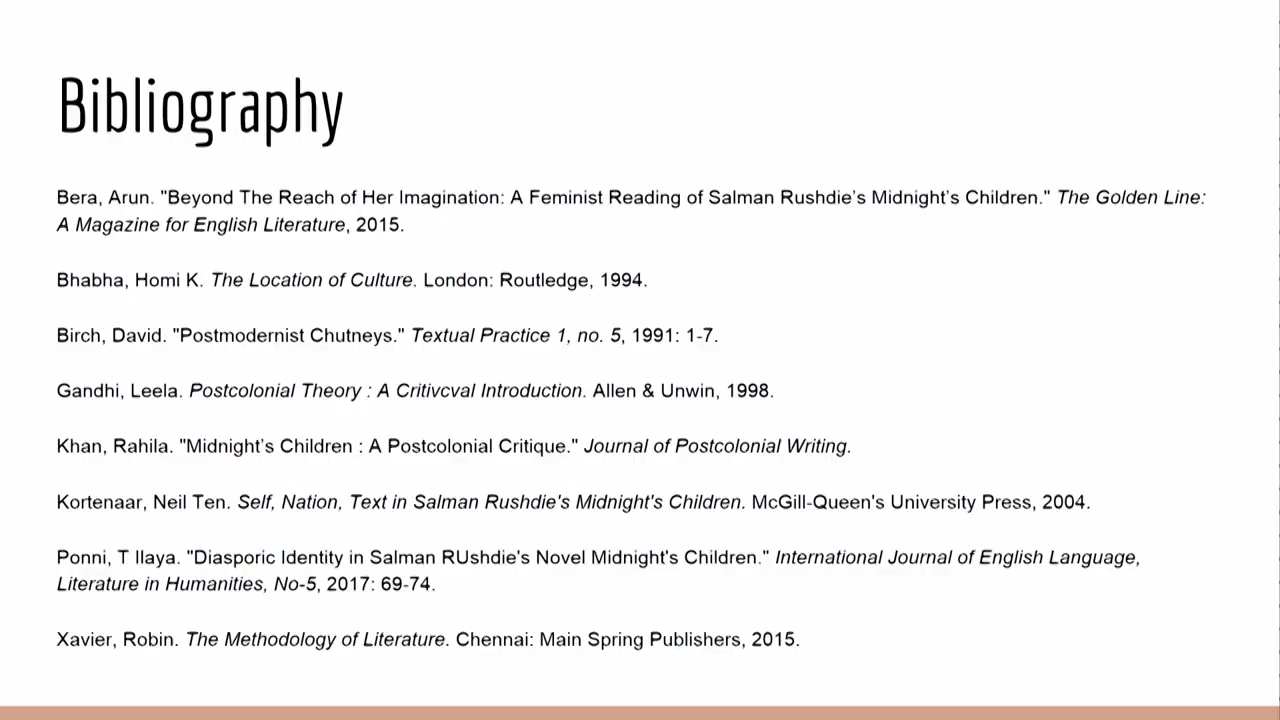 Bibliography
Bera, Arun. "Beyond The Reach of Her Imagination: A Feminist Reading of Salman Rushdie’s Midnight’s Children." The Golden Line:
A Magazine for English Literature, 2015.
Bhabha, Homi K. The Location of Culture. London: Routledge, 1994.
Birch, David. "Postmodernist Chutneys." Textual Practice 1, no. 5, 1991: 1-7.
Gandhi, Leela. Postcolonial Theory : A Critivcval Introduction. Allen & Unwin, 1998.
Khan, Rahila. "Midnight’s Children : A Postcolonial Critique." Journal of Postcolonial Writing.
Kortenaar, Neil Ten. Self, Nation, Text in Salman Rushdie's Midnight's Children. McGill-Queen's University Press, 2004.
Ponni, T Ilaya. "Diasporic Identity in Salman RUshdie's Novel Midnight's Children." International Journal of English Language,
Literature in Humanities, No-5, 2017: 69-74.
Xavier, Robin. The Methodology of Literature. Chennai: Main Spring Publishers, 2015.